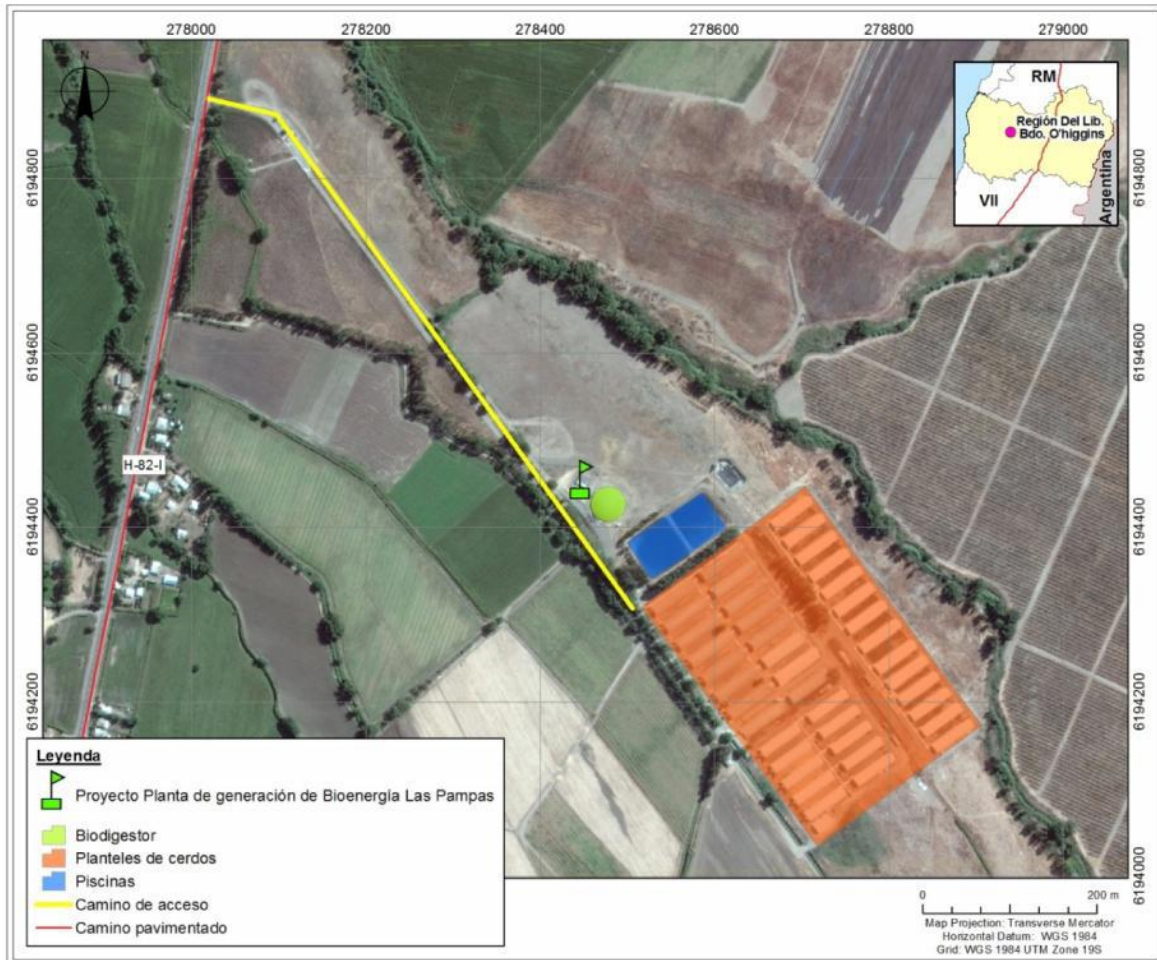 278000
278200
278400
278600
278800
279000
N
RM
Región Del Lib.
Bdo. O'higgins
VII
Argentina
6194800
6194800
6194600
6194600
H-82-I
6194400
6194400
6194200
6194200
6194000
Leyenda
Proyecto Planta de generación de Bioenergía Las Pampas
Biodigestor
Planteles de cerdos
Piscinas
Camino de acceso
Camino pavimentado
0 200 m
Map Projection: Transverse Mercator
Horizontal Datum: WGS 1984
Grid: WGS 1984 UTM Zone 19S